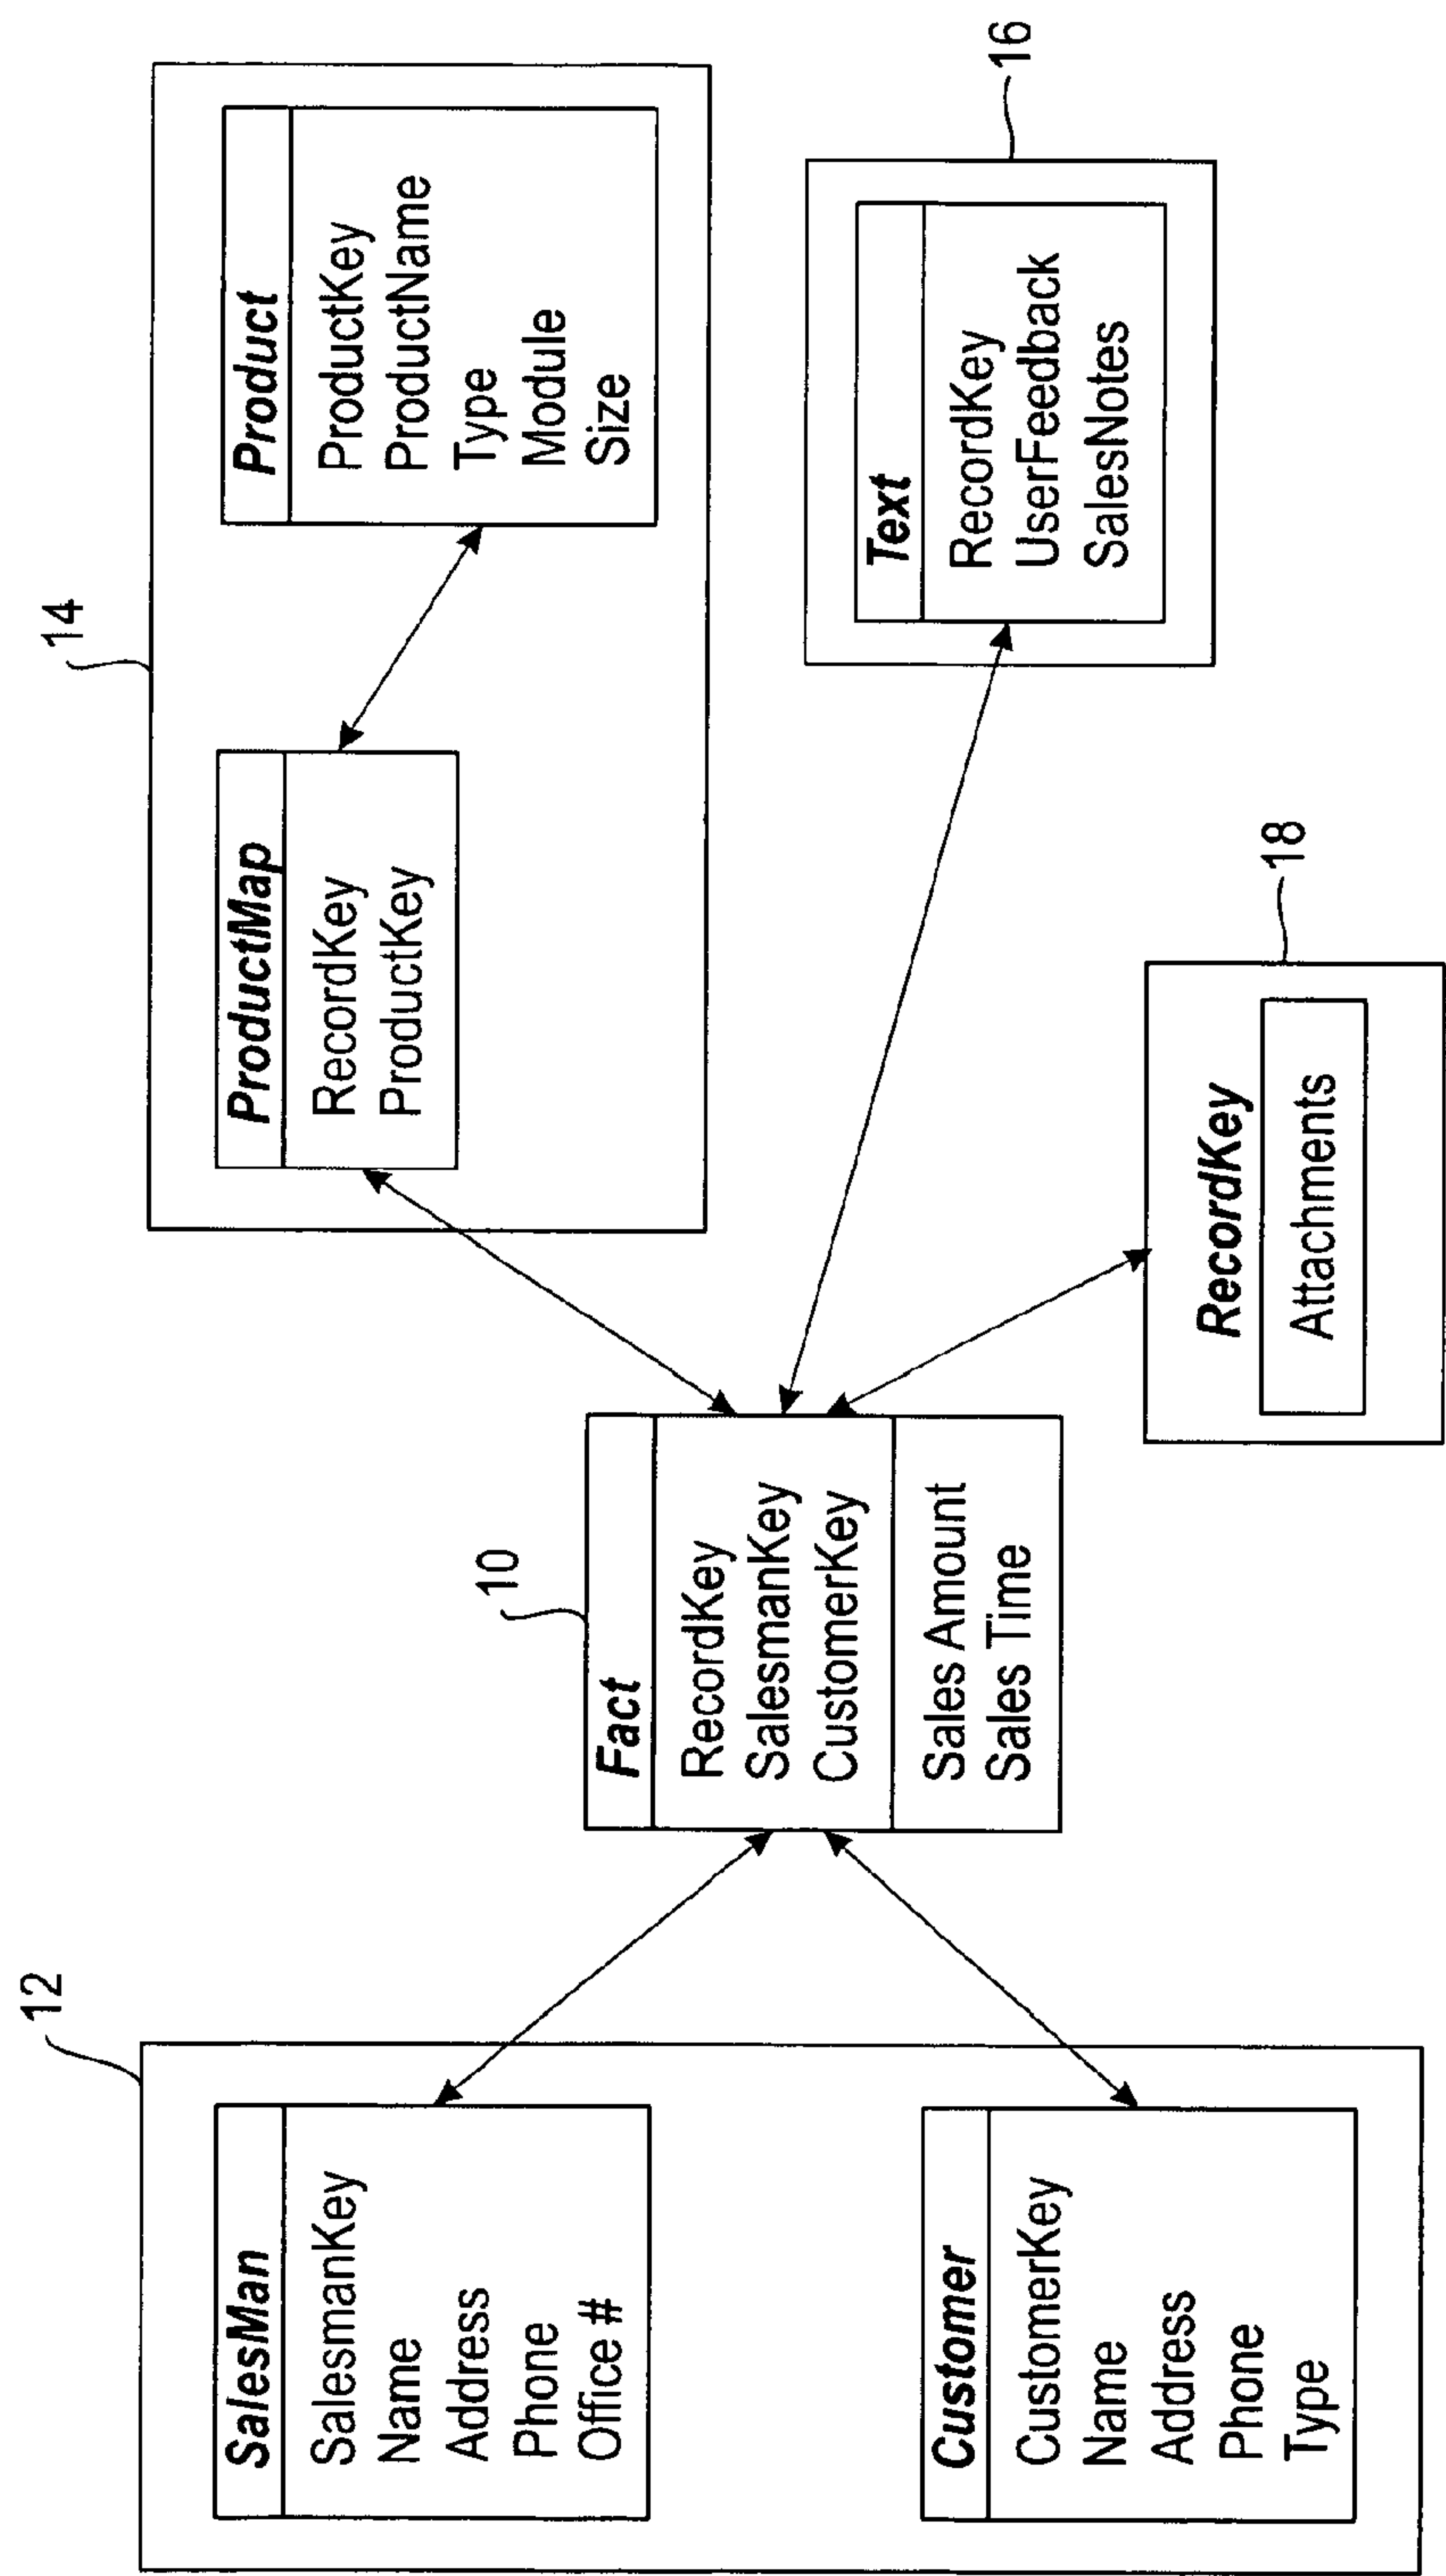 12
SalesMan
SalesmanKey
Name
Address
Phone
Office #
Customer
CustomerKey
Name
Address
Phone
Type
10
Fact
RecordKey
SalesmanKey
CustomerKey
Sales Amount
Sales Time
14
ProductMap
RecordKey
ProductKey
Product
ProductKey
ProductName
Type
Module
Size
16
Text
RecordKey
UserFeedback
SalesNotes
18
RecordKey
Attachments